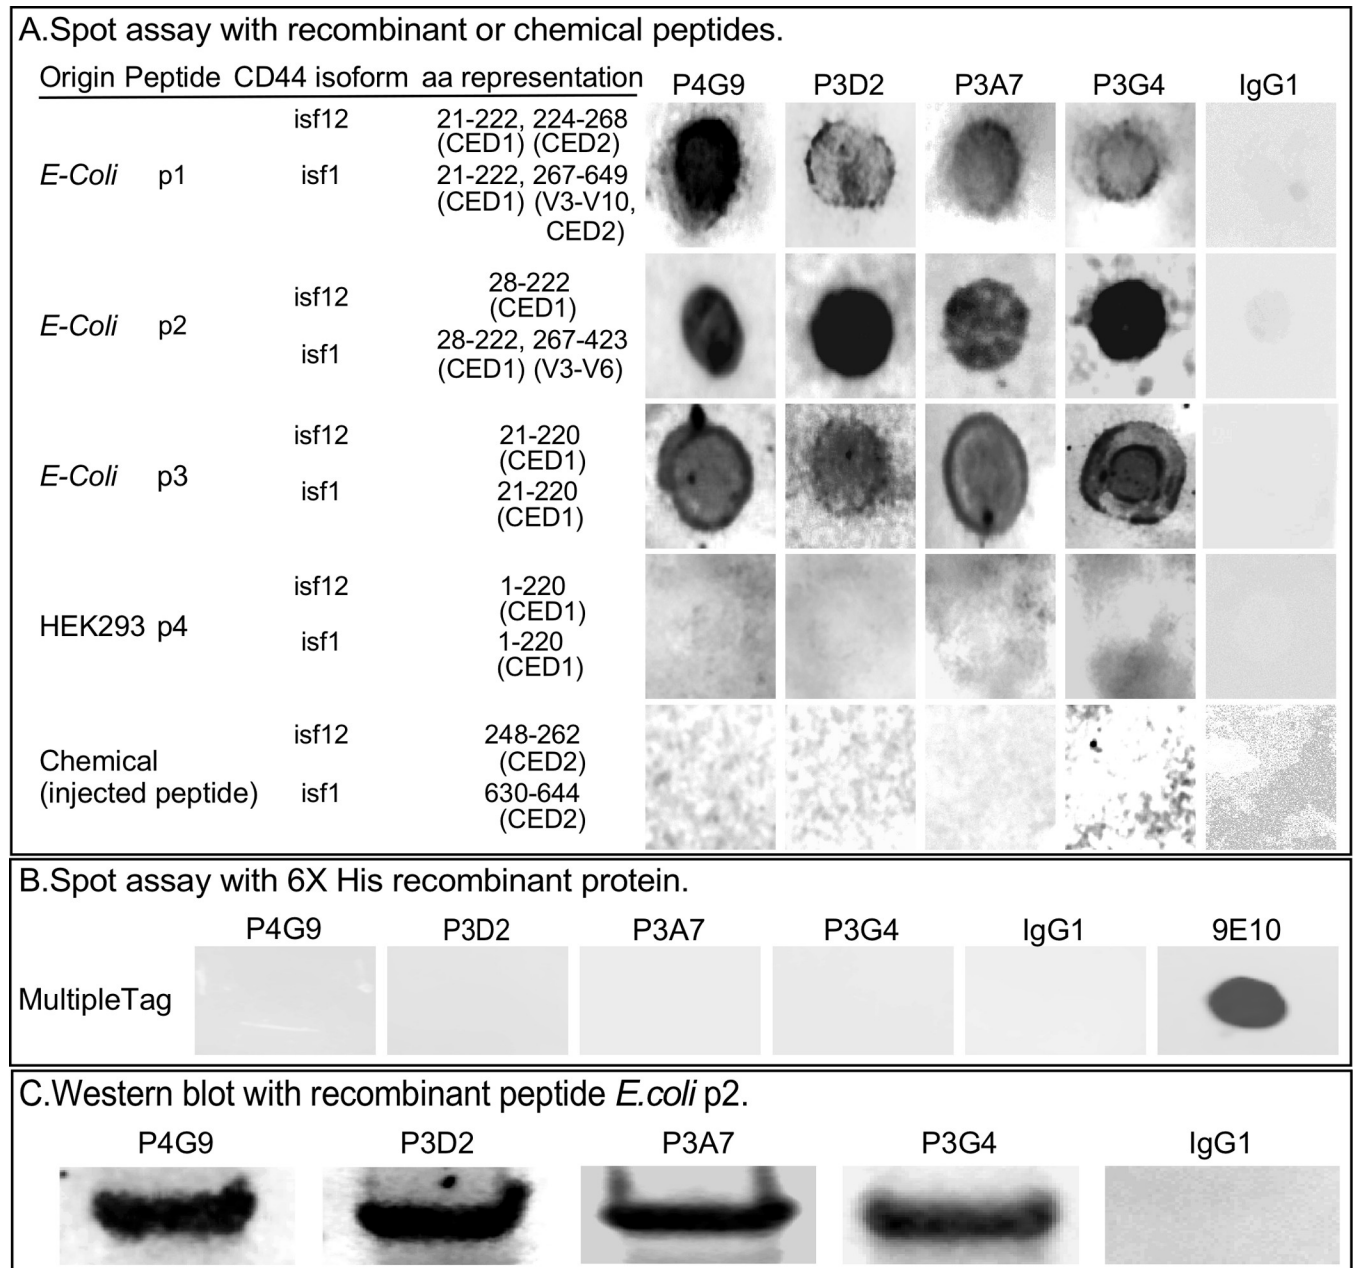 A.Spot assay with recombinant or chemical peptides.
Origin Peptide CD44 isoform aa representation P4G9 P3D2 P3A7 P3G4 IgG1
isf12 21-222, 224-268
(CED1) (CED2)
E-Coli p1 isf1 21-222, 267-649
(CED1) (V3-V10,
CED2)
isf12 28-222
(CED1)
E-Coli p2
isf1 28-222, 267-423
(CED1) (V3-V6)
isf12 21-220
(CED1)
E-Coli p3
isf1 21-220
(CED1)
isf12 1-220
(CED1)
HEK293 p4
isf1 1-220
(CED1)
isf12 248-262
(CED2)
Chemical
(injected peptide) isf1 630-644
(CED2)
B.Spot assay with 6X His recombinant protein.
P4G9 P3D2 P3A7 P3G4 IgG1 9E10
MultipleTag
C.Western blot with recombinant peptide E.coli p2.
P4G9 P3D2 P3A7 P3G4 IgG1